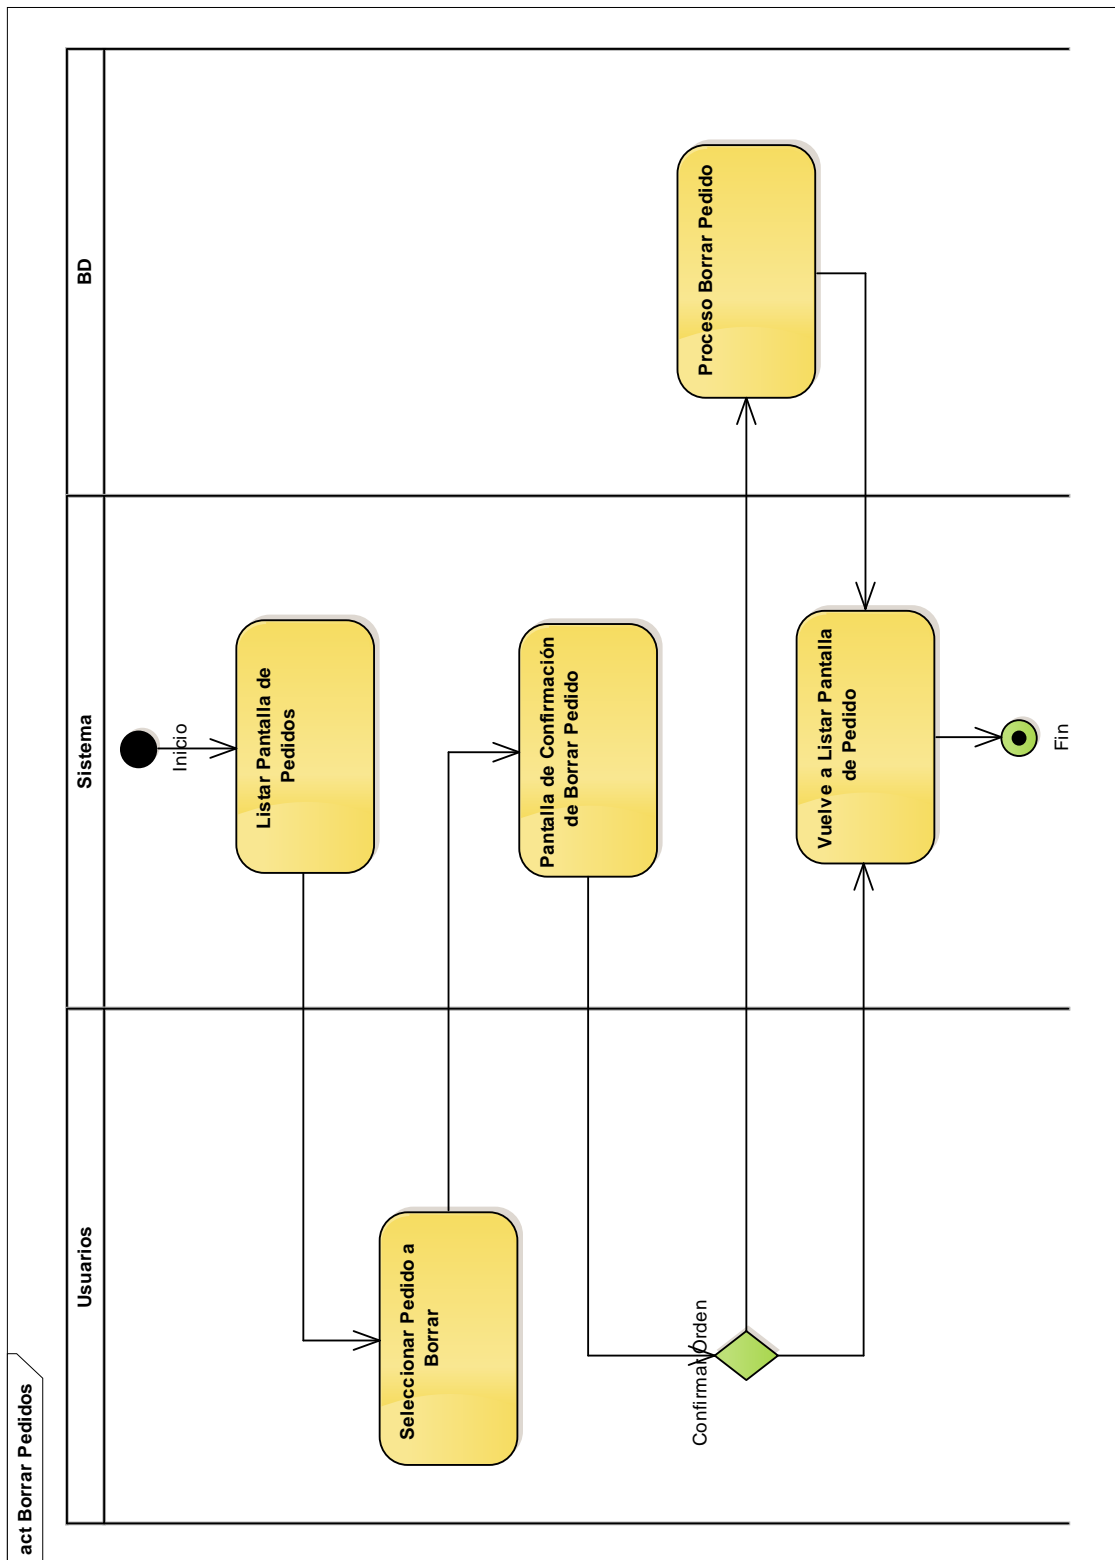 act Borrar Pedidos
Usuarios
Sistema
BD
Inicio
Listar Pantalla de
Pedidos
Seleccionar Pedido a
Borrar
Pantalla de Confirmación
de Borrar Pedido
Confirmar Orden
Proceso Borrar Pedido
Vuelve a Listar Pantalla
de Pedido
Fin